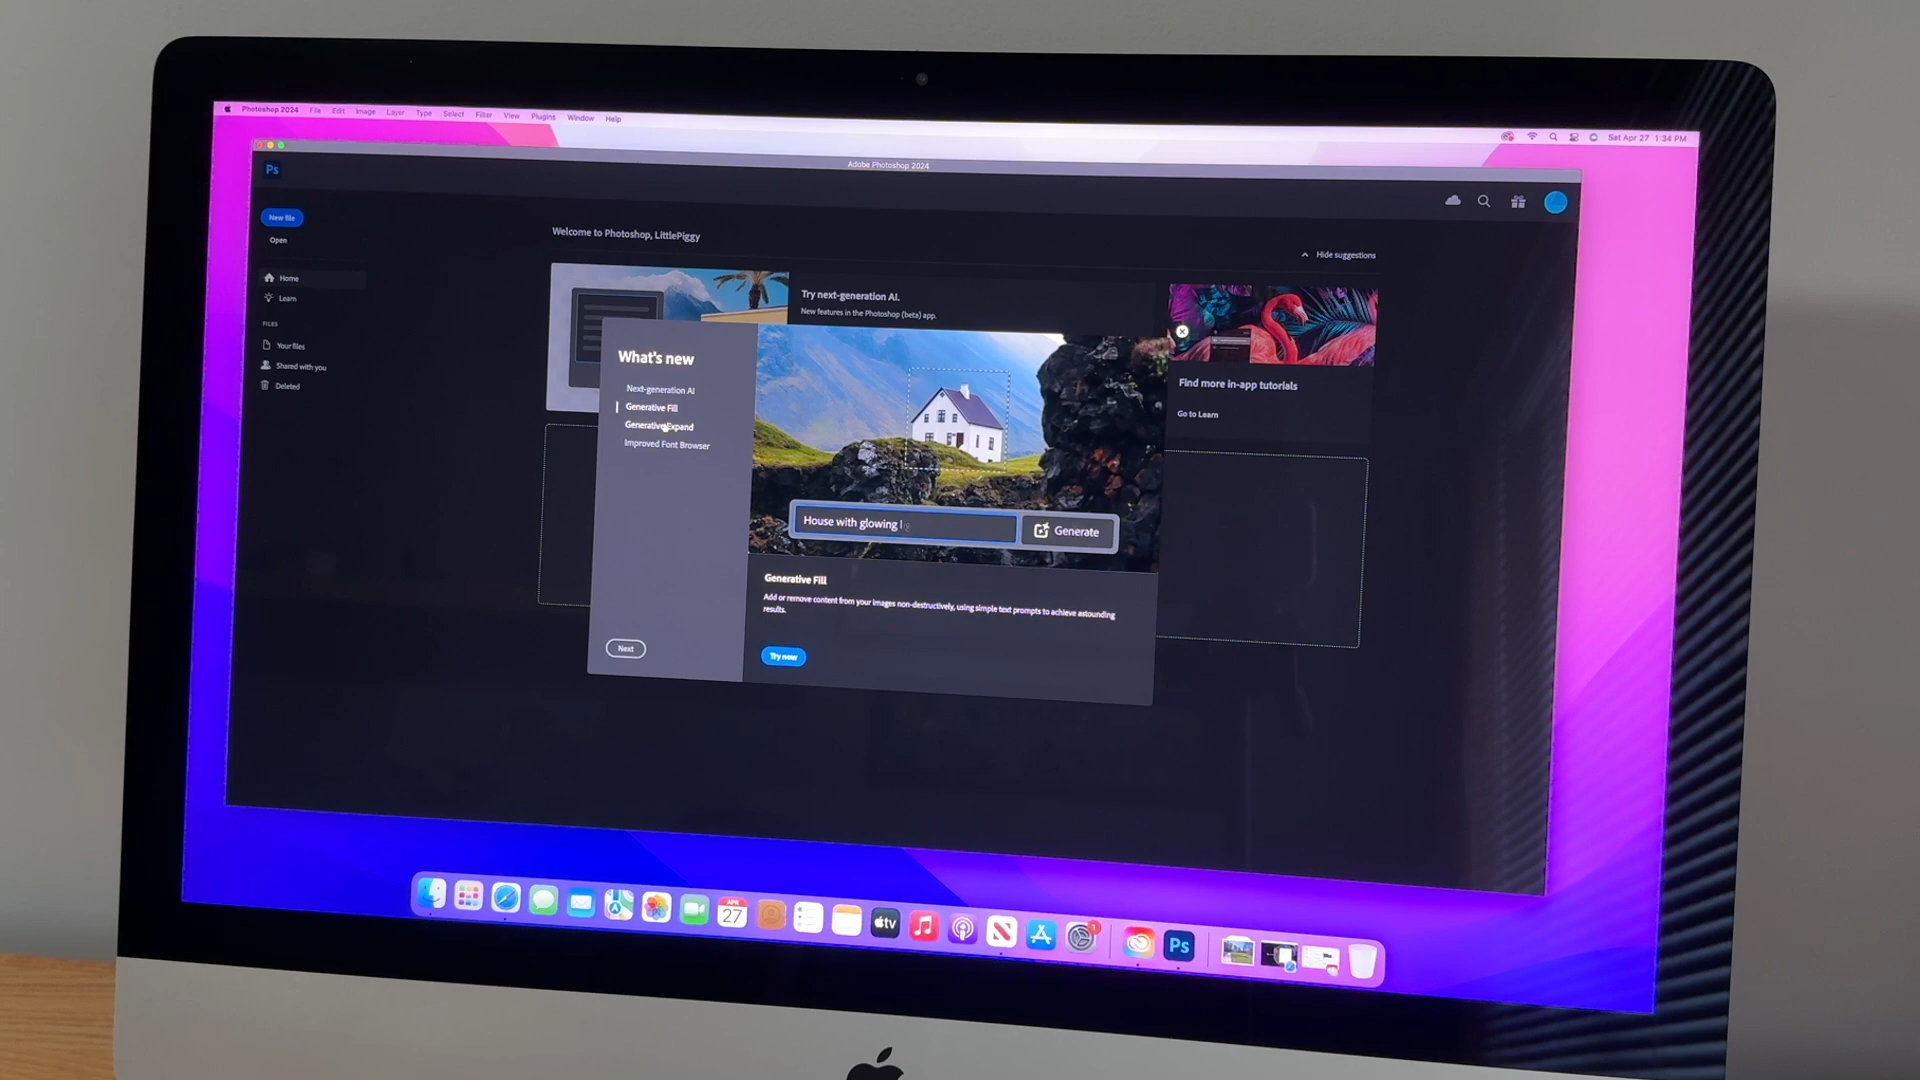 Photoshop 2024 File Edit Image Layer Type Select Filter View Plugins Window Help
Sat Apr 27 1:34 PM
Adobe Photoshop 2024
Ps
New file
Open
Welcome to Photoshop, LittlePiggy
Hide suggestions
Home
Learn
FILES
Your files
Shared with you
Deleted
Try next-generation AI.
New features in the Photoshop (beta) app.
Find more in-app tutorials
Go to Learn
What's new
Next-generation AI
Generative Fill
Generative Expand
Improved Font Browser
House with glowing l
Generate
Generative Fill
Add or remove content from your images non-destructively, using simple text prompts to achieve astounding
results.
Next
Try now
APR
27
tv
1
Ps